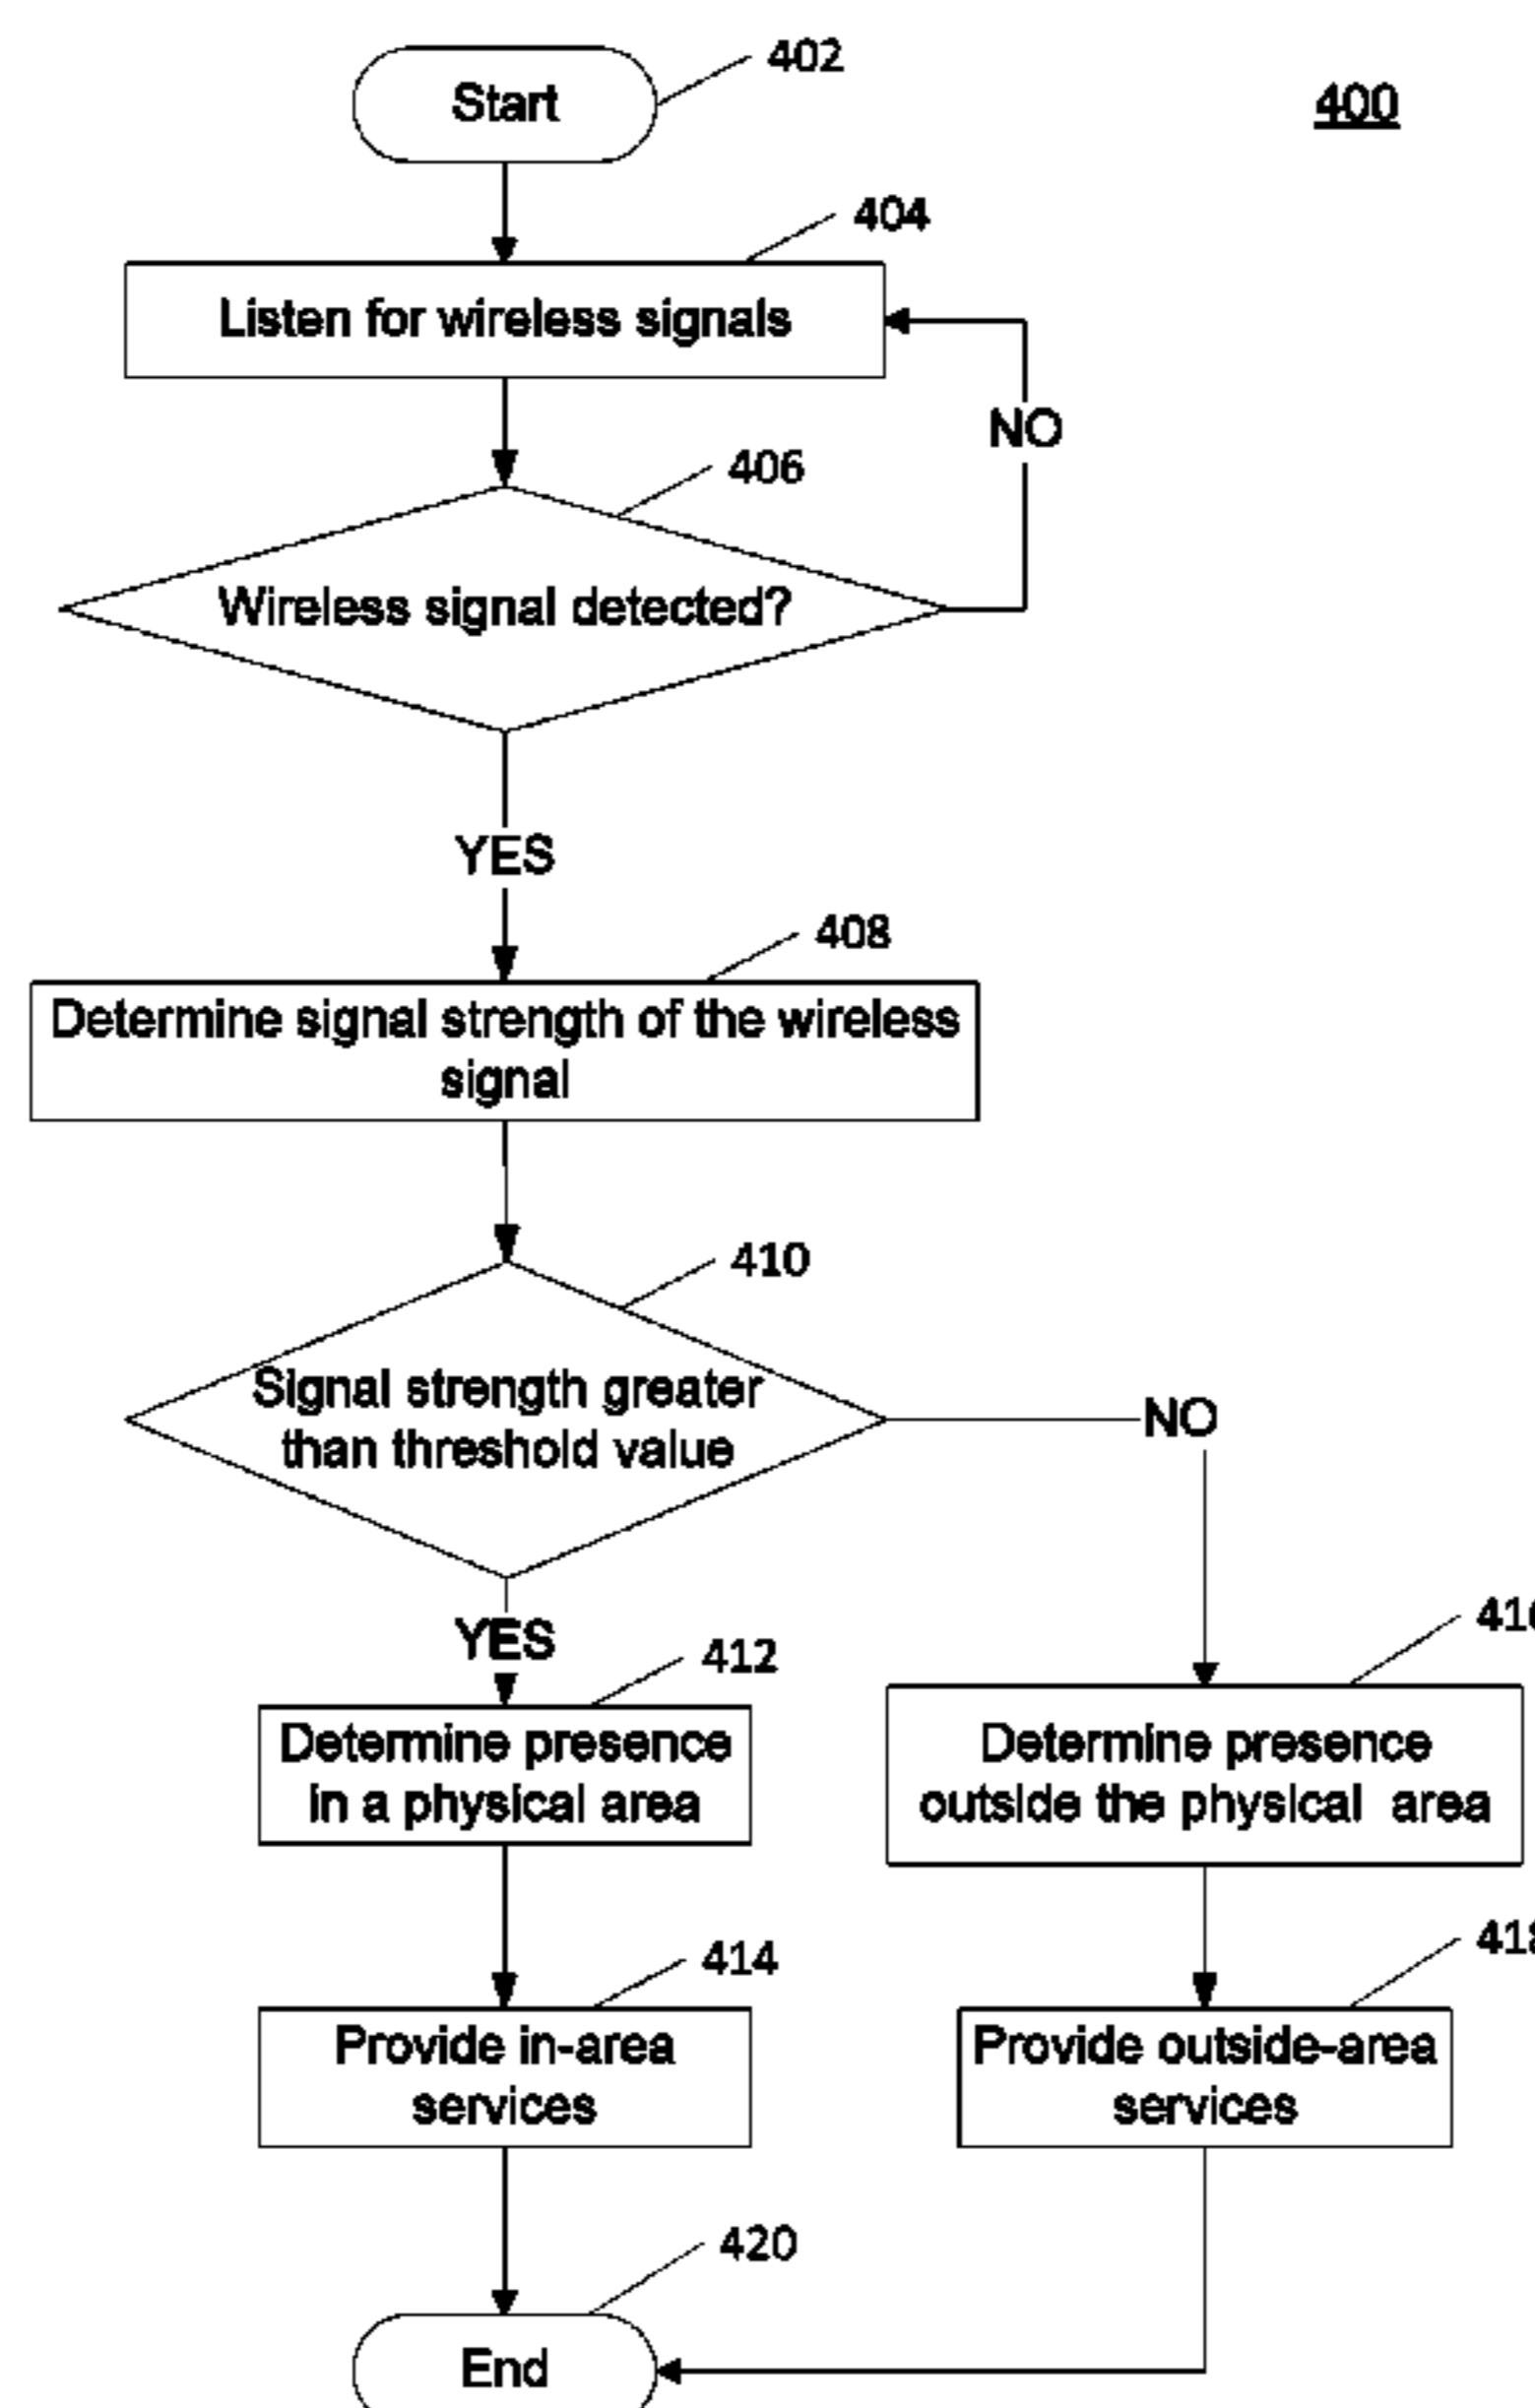 402
Start
400
404
Listen for wireless signals
NO
406
Wireless signal detected?
YES
408
Determine signal strength of the wireless
signal
410
Signal strength greater
than threshold value
NO
YES
412
Determine presence
in a physical area
416
Determine presence
outside the physical area
414
Provide in-area
services
418
Provide outside-area
services
420
End